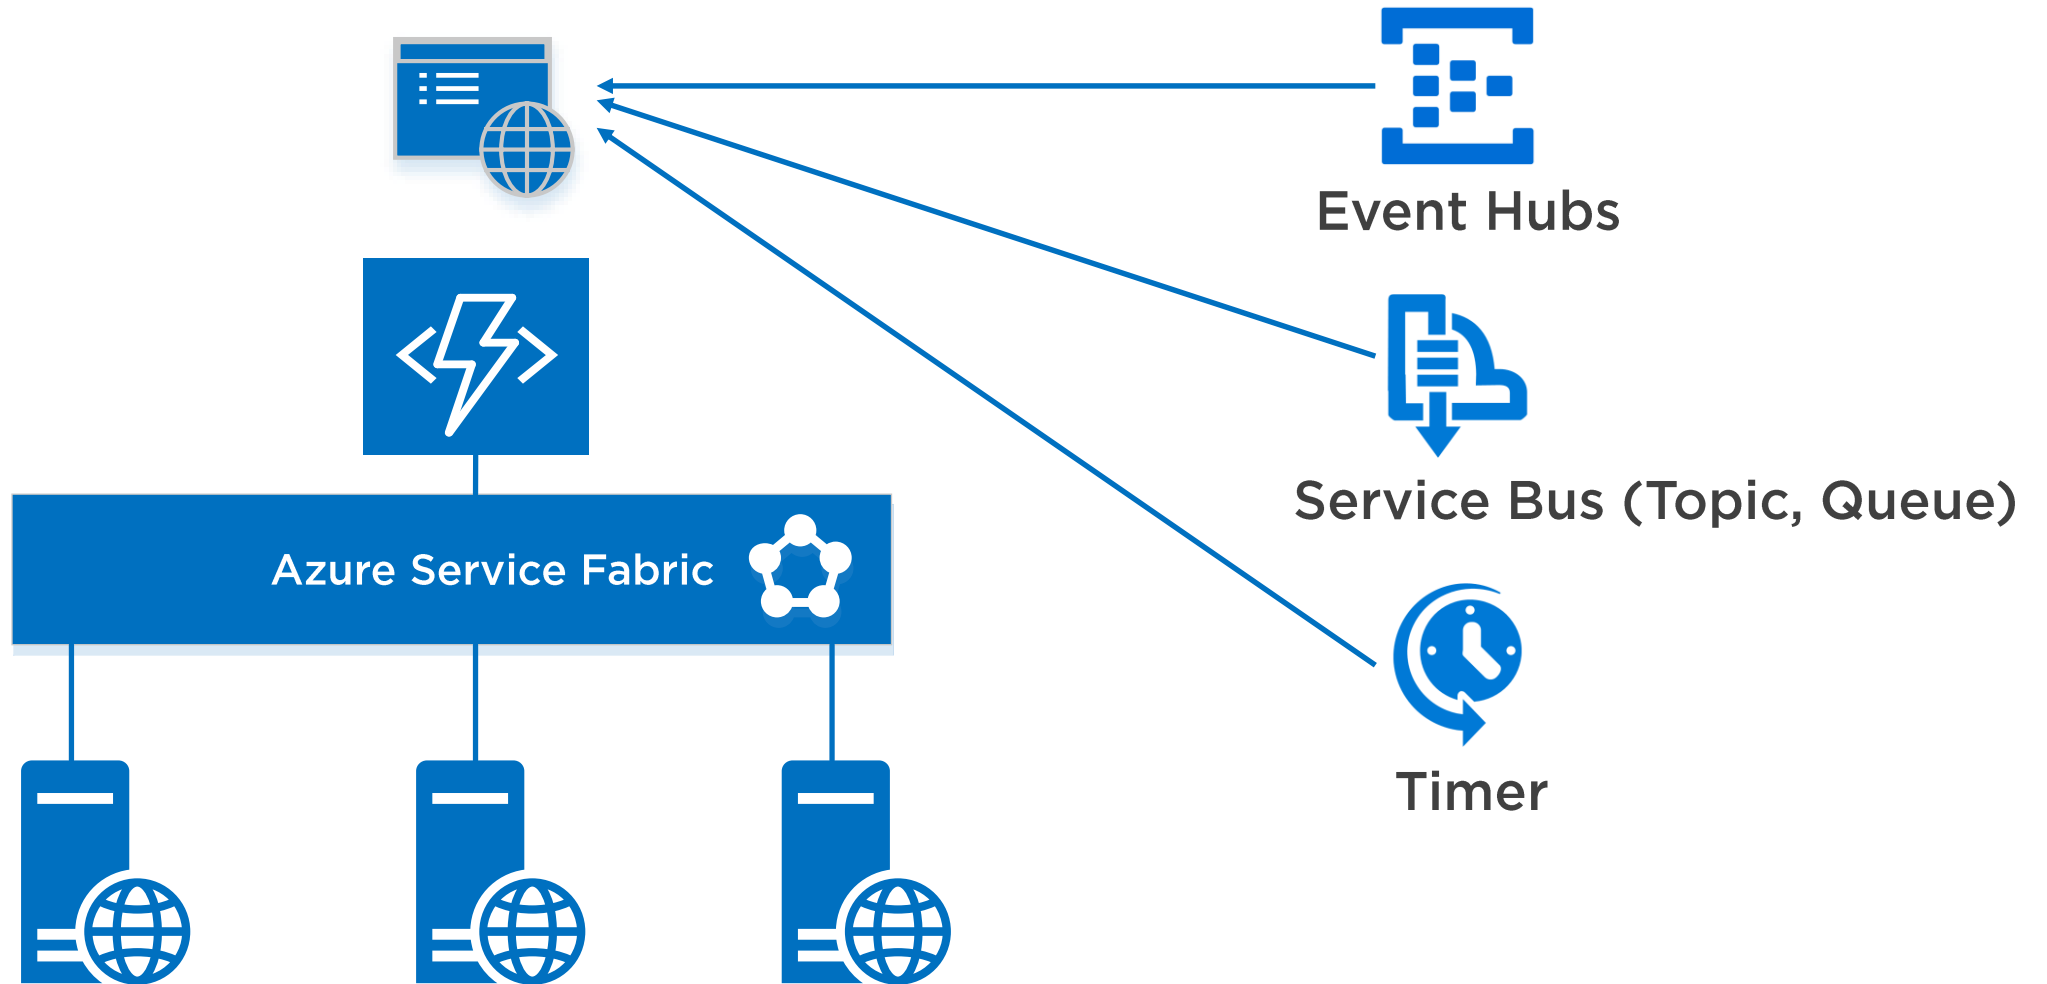 Event Hubs
Service Bus (Topic, Queue)
Azure Service Fabric
Timer